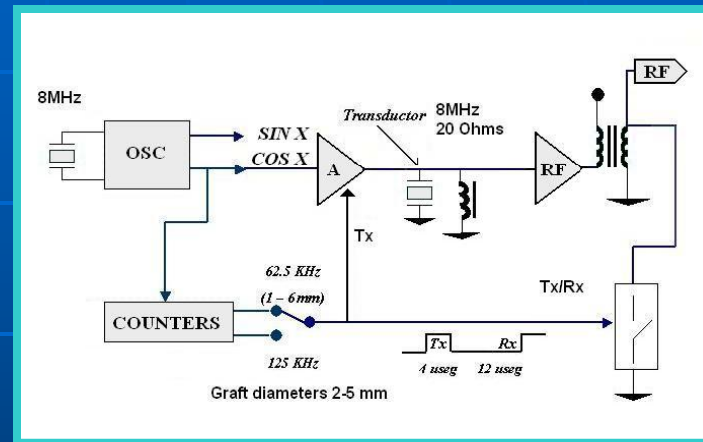 RF
8MHz
Transductor
8MHz
20 Ohms
SIN X
OSC
COS X
A
RF
Tx
62.5 KHz
(1 – 6mm)
Tx/Rx
COUNTERS
Tx
Rx
125 KHz
4 useg
12 useg
Graft diameters 2-5 mm